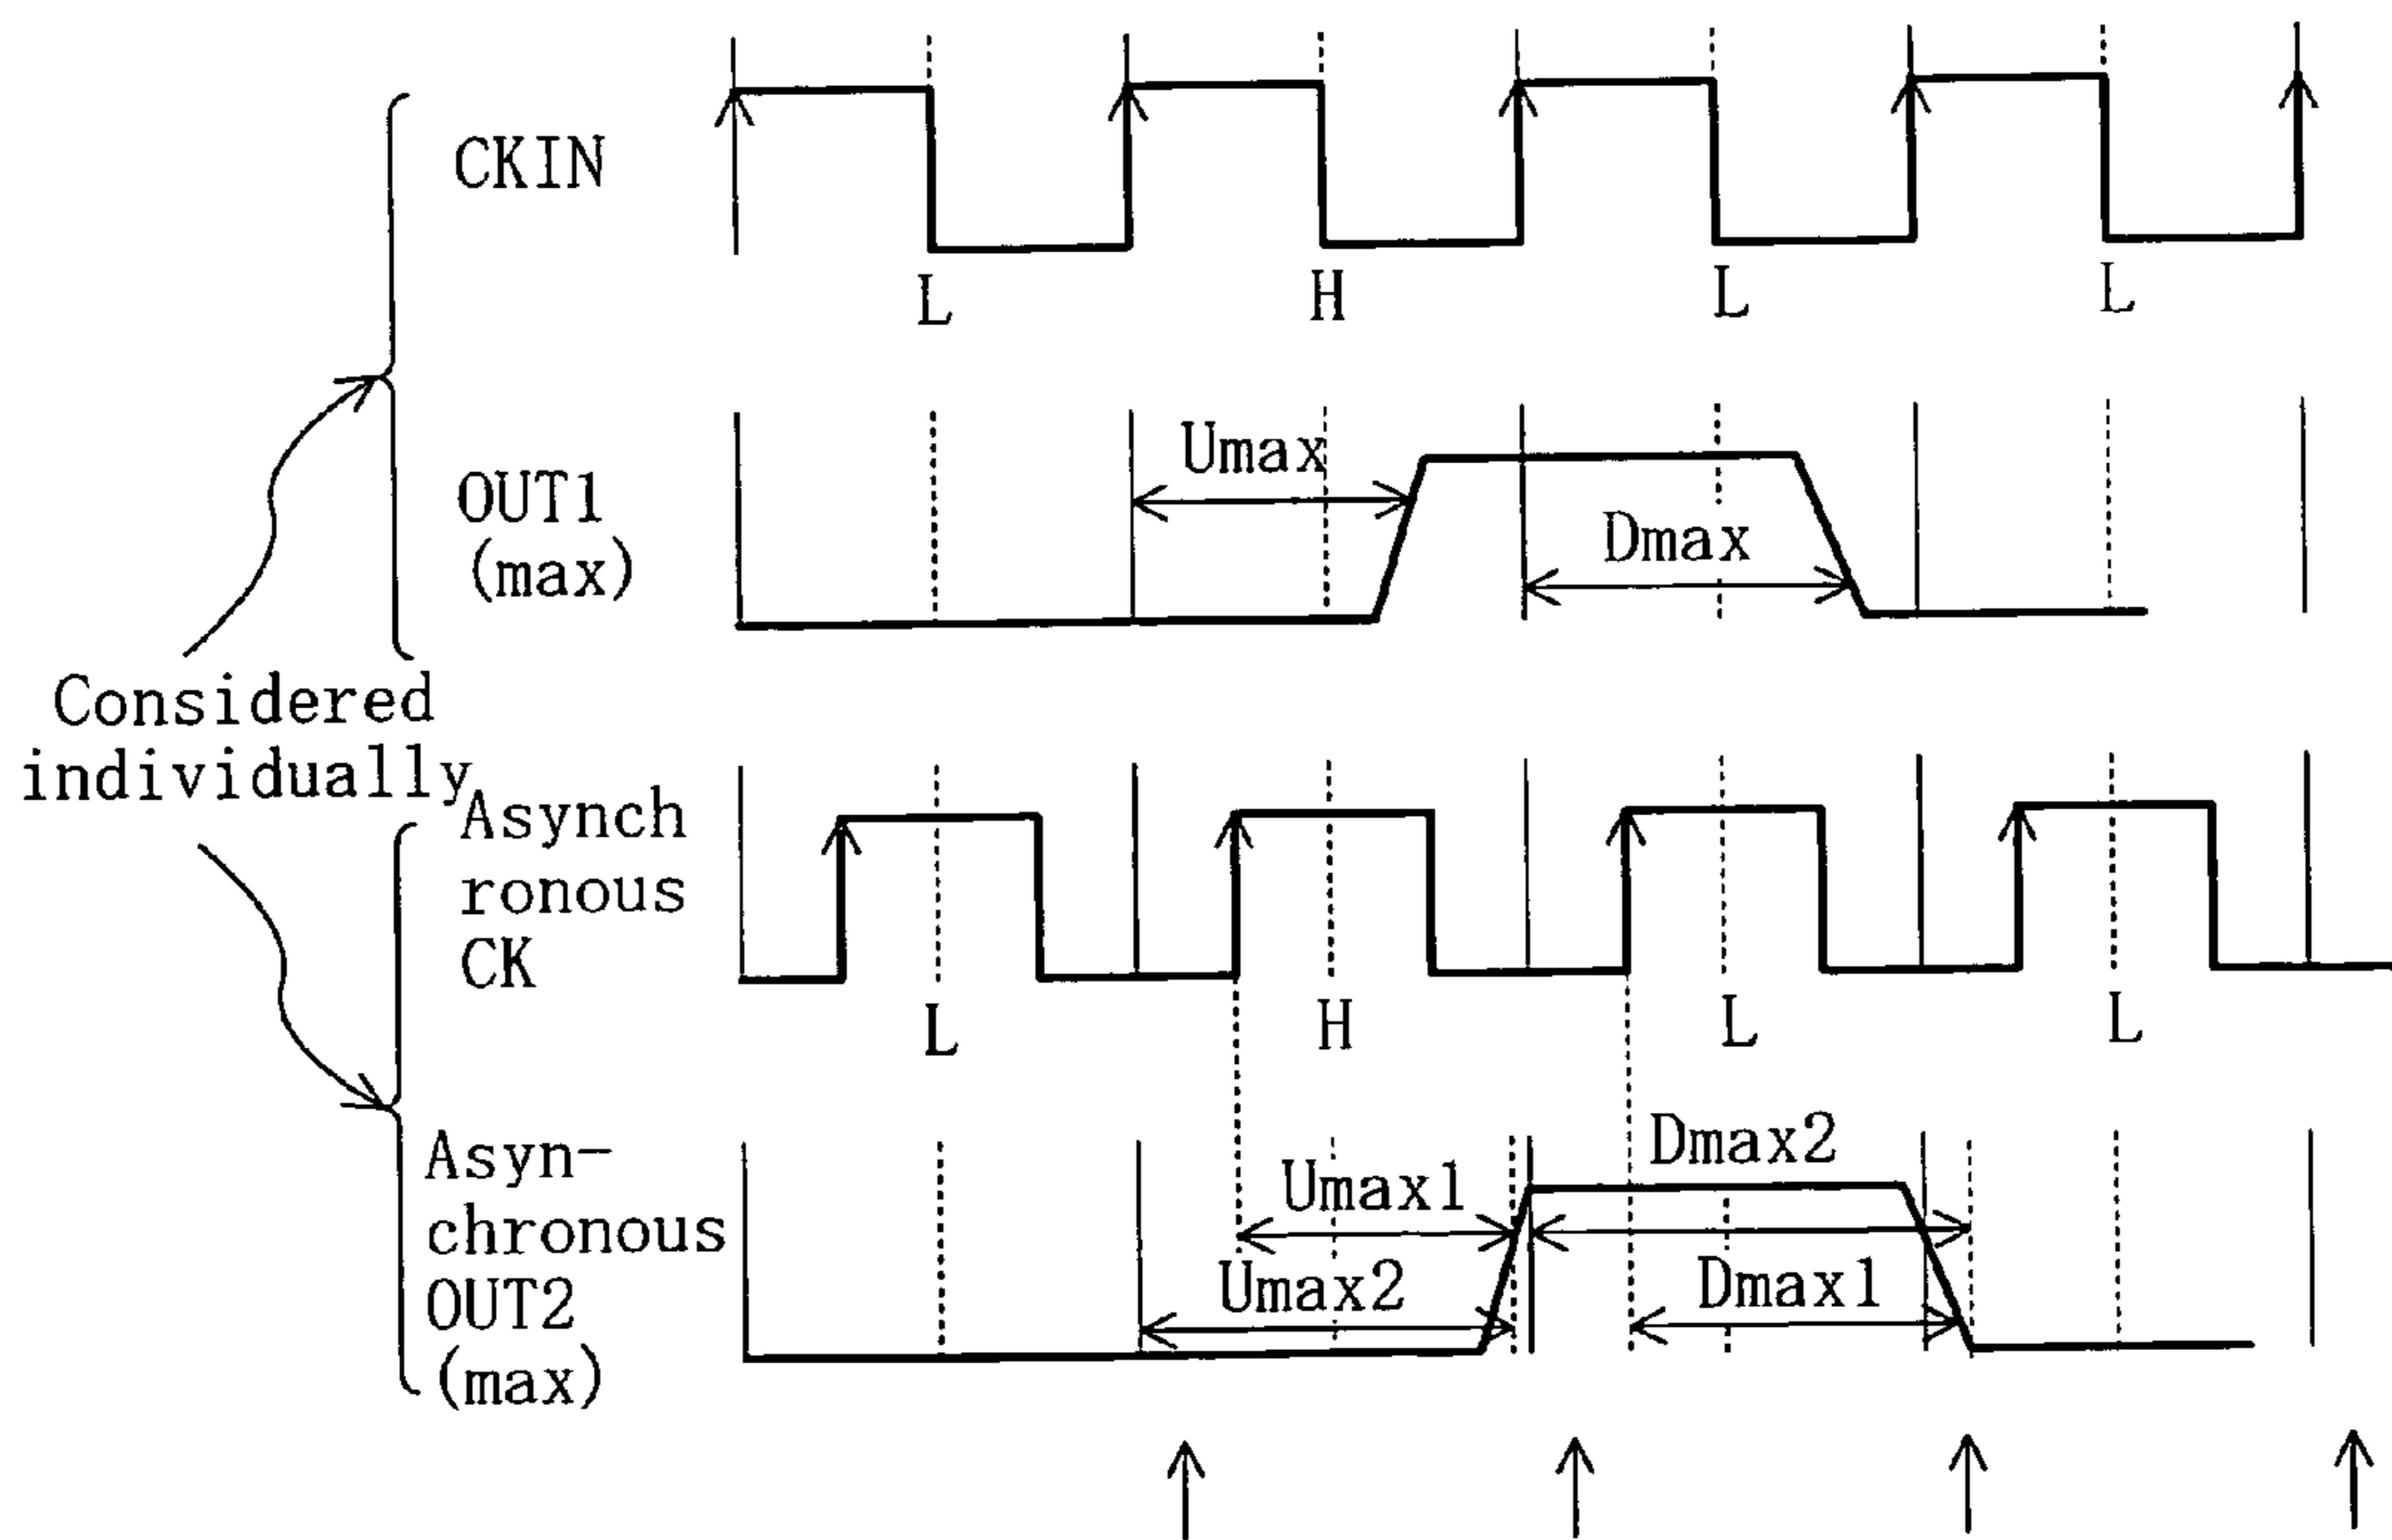 CKIN
L H L L
OUT1
(max)
Umax
Dmax
Considered
individually
Asynch
ronous
CK
L H L L
Asyn-
chronous
OUT2
(max)
Umax1
Dmax2
Umax2
Dmax1